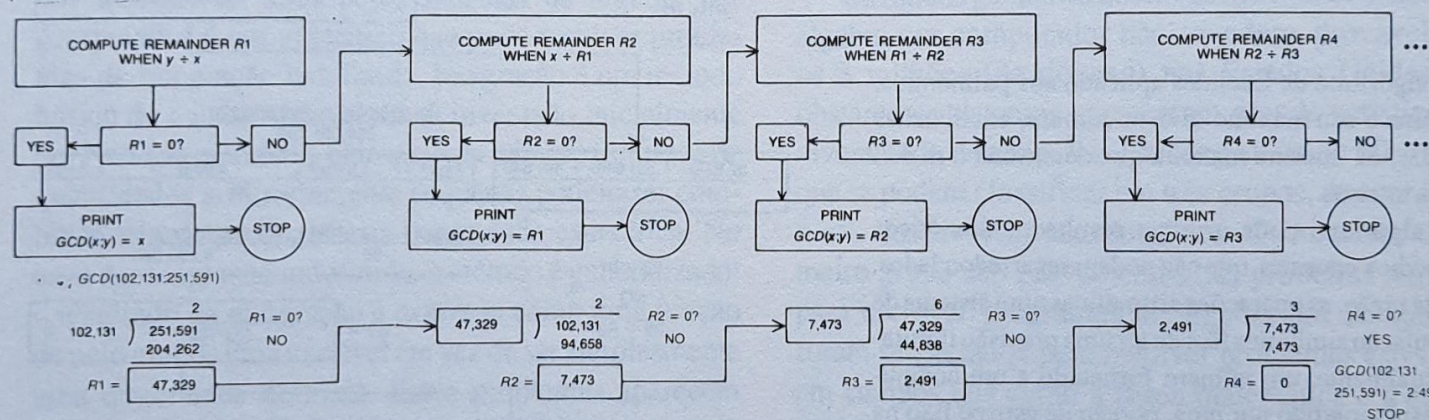 COMPUTE REMAINDER R1
WHEN y ÷ x
R1 = 0?
YES
NO
PRINT
GCD(x;y) = x
STOP
COMPUTE REMAINDER R2
WHEN x ÷ R1
R2 = 0?
YES
NO
PRINT
GCD(x;y) = R1
STOP
COMPUTE REMAINDER R3
WHEN R1 ÷ R2
R3 = 0?
YES
NO
PRINT
GCD(x;y) = R2
STOP
COMPUTE REMAINDER R4
WHEN R2 ÷ R3
R4 = 0?
YES
NO
PRINT
GCD(x;y) = R3
STOP
GCD(102,131;251,591)
2
102,131
251,591
204,262
R1 = 47,329
R1 = 0?
NO
2
47,329
102,131
94,658
R2 = 7,473
R2 = 0?
NO
6
7,473
47,329
44,838
R3 = 2,491
R3 = 0?
NO
3
2,491
7,473
7,473
R4 = 0
R4 = 0?
YES
GCD(102.131
251,591) = 2.49
STOP